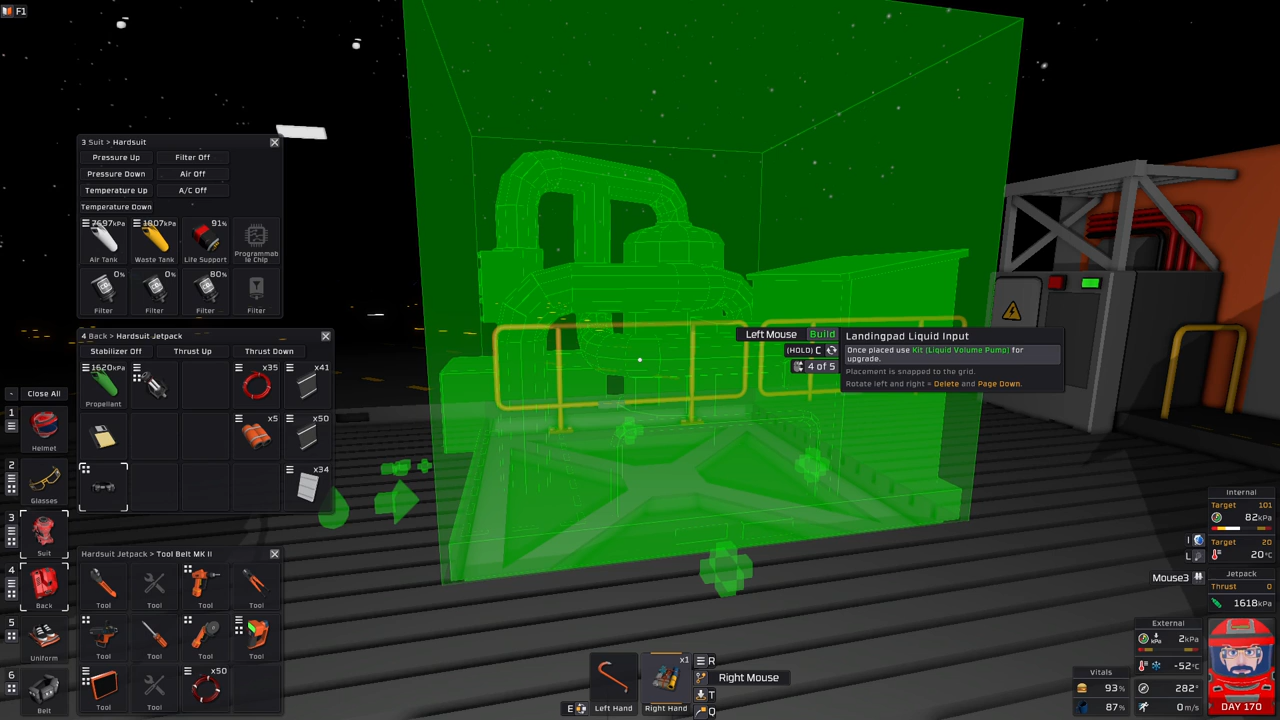 F1
3 Suit > Hardsuit
Pressure Up
Filter Off
Pressure Down
Air Off
Temperature Up
A/C Off
Temperature Down
7597kPa
1807kPa
91%
Air Tank
Waste Tank
Life Support
Programmab
le Chip
0%
0%
80%
Filter
Filter
Filter
Filter
4 Back > Hardsuit Jetpack
Stabilizer Off
Thrust Up
Thrust Down
1620kPa
x35
x41
Propellant
x5
x50
x34
- Close All
1
Helmet
2
Glasses
3
Suit
4
Back
5
Uniform
6
Belt
Hardsuit Jetpack > Tool Belt MK II
Tool
Tool
Tool
Tool
Tool
Tool
Tool
Tool
x50
Tool
Tool
Tool
Left Mouse Build
(HOLD) C
4 of 5
Landingpad Liquid Input
Once placed use Kit (Liquid Volume Pump) for
upgrade.
Placement is snapped to the grid.
Rotate left and right = Delete and Page Down.
x1
R
Right Mouse
T
E
Left Hand
Right Hand
Q
Internal
Target 101
82kPa
I
Target 20
L
20°C
Mouse3
Jetpack
Thrust 0
1618kPa
External
kPa
2kPa
-52°C
282°
0m/s
Vitals
93%
87%
DAY 170